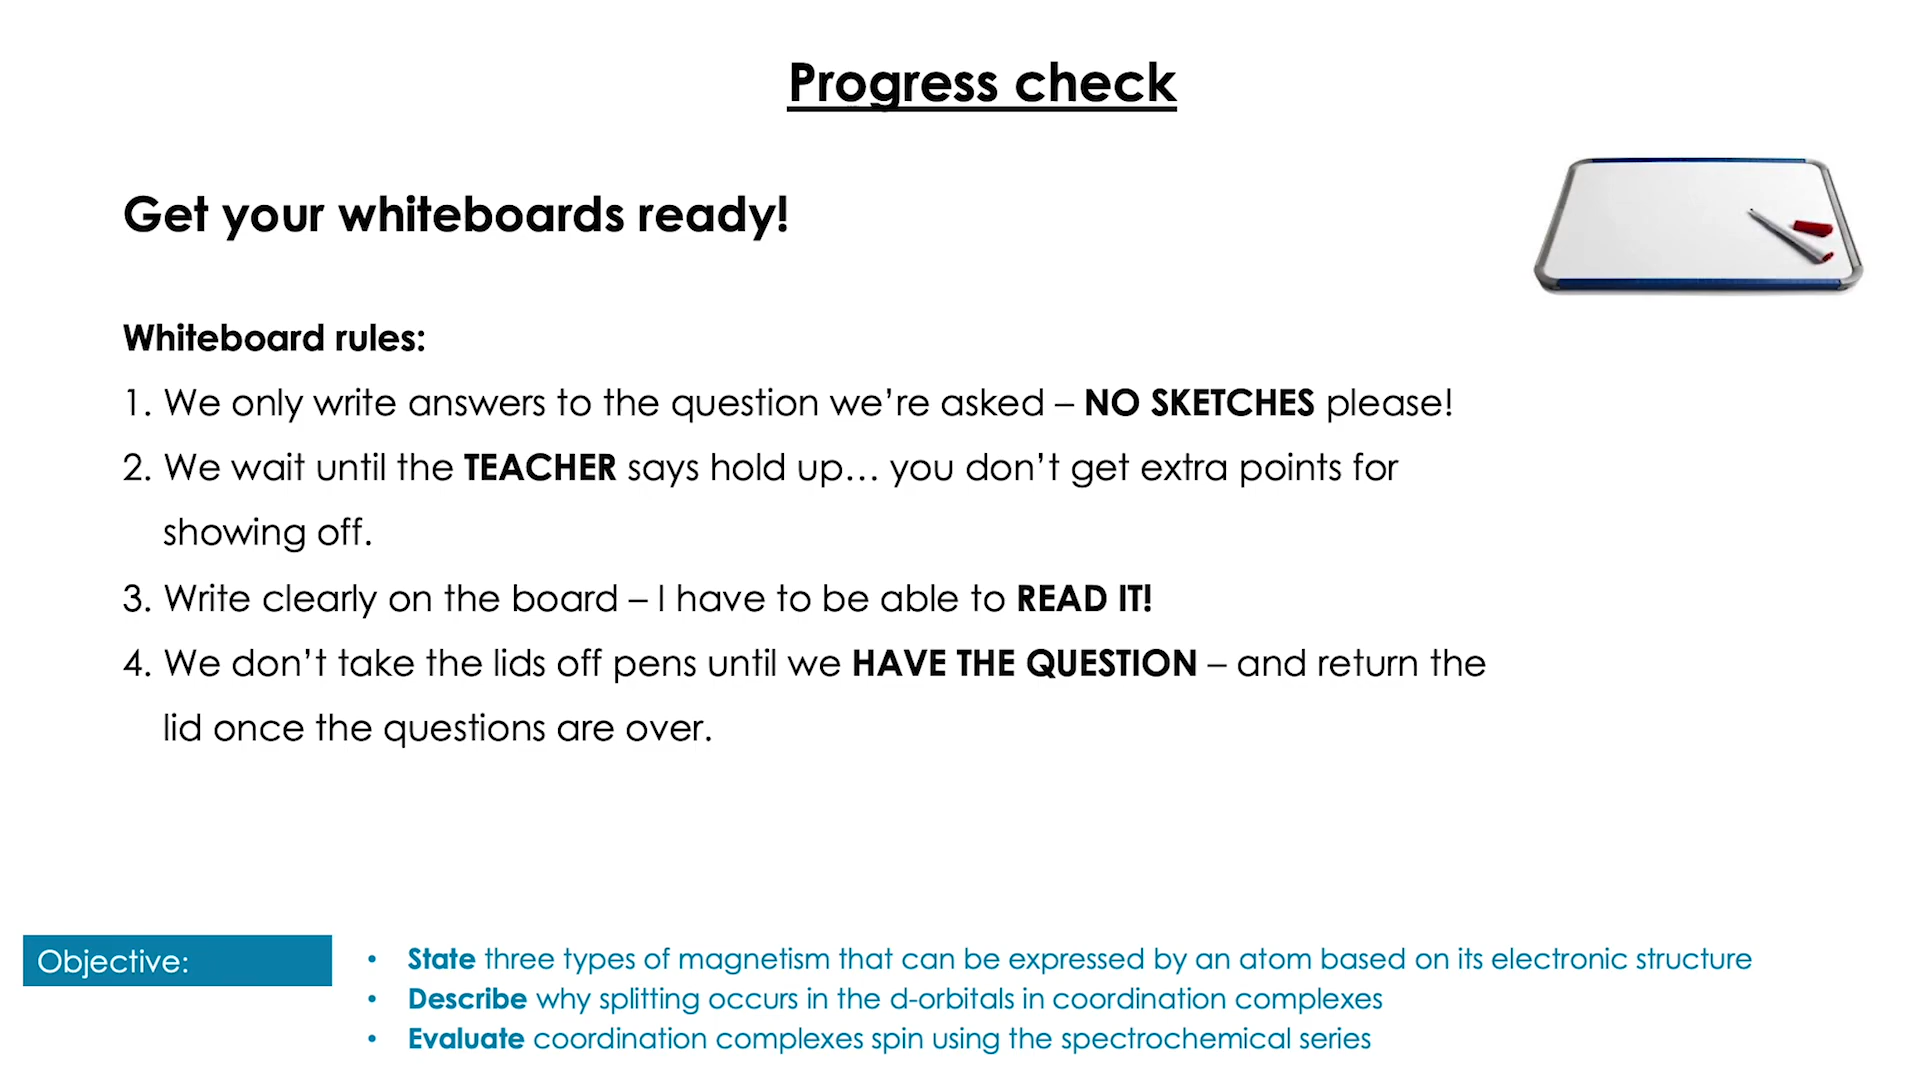 Progress check
Get your whiteboards ready!
Whiteboard rules:
1. We only write answers to the question we’re asked – NO SKETCHES please!
2. We wait until the TEACHER says hold up… you don’t get extra points for
showing off.
3. Write clearly on the board – I have to be able to READ IT!
4. We don’t take the lids off pens until we HAVE THE QUESTION – and return the
lid once the questions are over.
Objective:
• State three types of magnetism that can be expressed by an atom based on its electronic structure
• Describe why splitting occurs in the d-orbitals in coordination complexes
• Evaluate coordination complexes spin using the spectrochemical series